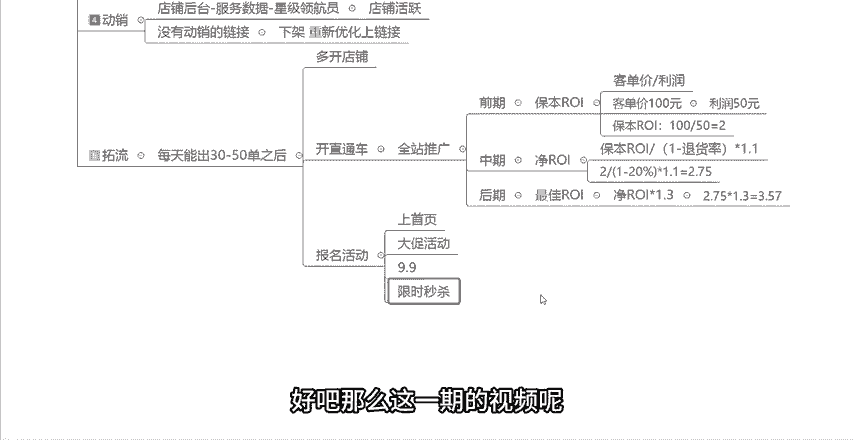 4 动销
店铺后台-服务数据-星级领航员
店铺活跃
没有动销的链接
下架 重新优化上链接
拓流
每天能出30-50单之后
多开店铺
开直通车
全站推广
前期
保本ROI
客单价/利润
客单价100元
利润50元
保本ROI：100/50=2
中期
净ROI
保本ROI/（1-退货率）*1.1
2/(1-20%)*1.1=2.75
后期
最佳ROI
净ROI*1.3
2.75*1.3=3.57
报名活动
上首页
大促活动
9.9
限时秒杀
好吧那么这一期的视频呢